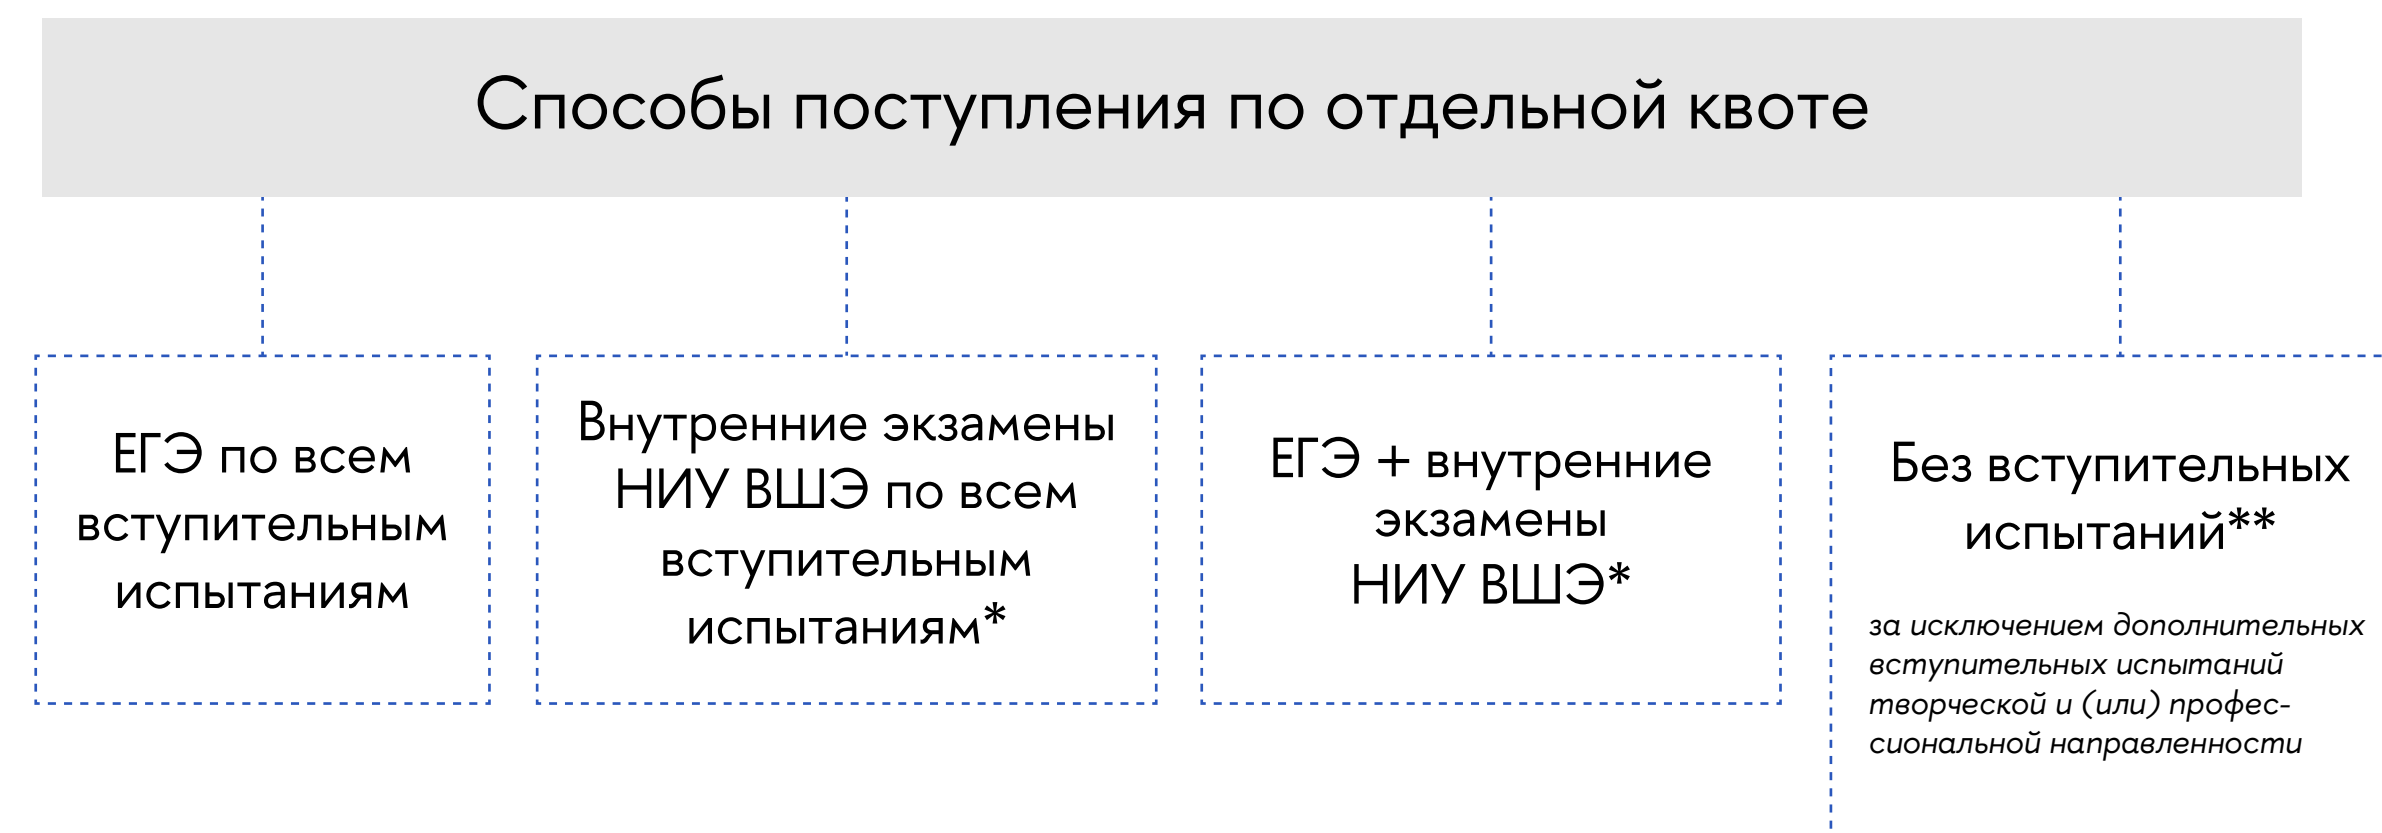 Способы поступления по отдельной квоте
ЕГЭ по всем
вступительным
испытаниям
Внутренние экзамены
НИУ ВШЭ по всем
вступительным
испытаниям*
ЕГЭ + внутренние
экзамены
НИУ ВШЭ*
Без вступительных
испытаний**
за исключением дополнительных
вступительных испытаний
творческой и (или) профес-
сиональной направленности